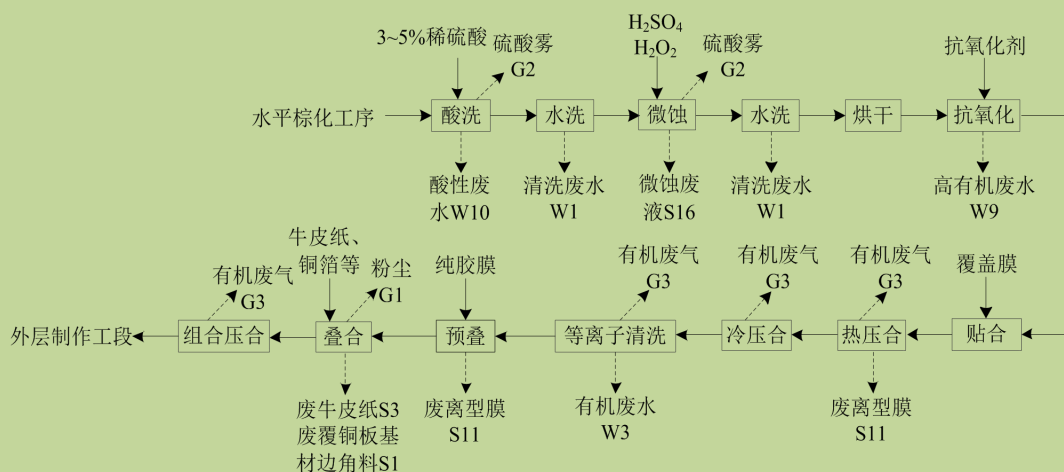 3~5%稀硫酸
硫酸雾
G2
H₂SO₄
H₂O₂
硫酸雾
G2
抗氧化剂
水平棕化工序
酸洗
水洗
微蚀
水洗
烘干
抗氧化
酸性废
水W10
清洗废水
W1
微蚀废
液S16
清洗废水
W1
高有机废水
W9
有机废气
G3
牛皮纸、
铜箔等
粉尘
G1
纯胶膜
有机废气
G3
有机废气
G3
有机废气
G3
覆盖膜
外层制作工段
组合压合
叠合
预叠
等离子清洗
冷压合
热压合
贴合
废牛皮纸S3
废覆铜板基
材边角料S1
废离型膜
S11
有机废水
W3
废离型膜
S11